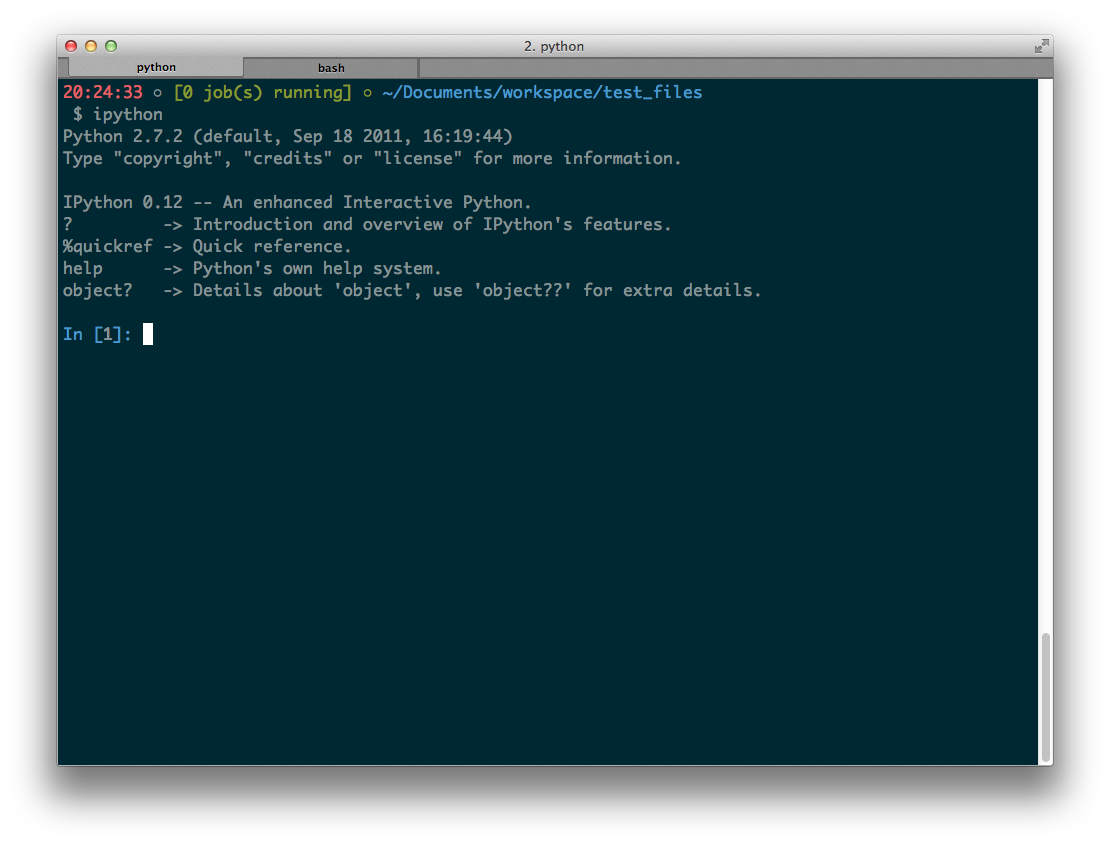 2. python
python bash
20:24:33 ○ [0 job(s) running] ○ ~/Documents/workspace/test_files
$ ipython
Python 2.7.2 (default, Sep 18 2011, 16:19:44)
Type "copyright", "credits" or "license" for more information.
IPython 0.12 -- An enhanced Interactive Python.
?         -> Introduction and overview of IPython's features.
%quickref -> Quick reference.
help      -> Python's own help system.
object?   -> Details about 'object', use 'object??' for extra details.
In [1]: